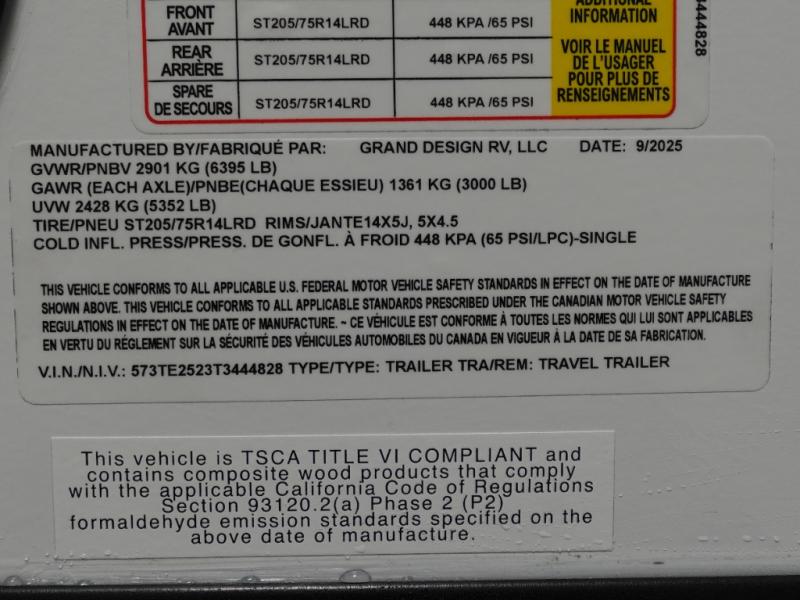 ADDITIONAL
INFORMATION
VOIR LE MANUEL
DE L'USAGER
POUR PLUS DE
RENSEIGNEMENTS
FRONT
AVANT
ST205/75R14LRD
448 KPA /65 PSI
REAR
ARRIÈRE
ST205/75R14LRD
448 KPA /65 PSI
SPARE
DE SECOURS
ST205/75R14LRD
448 KPA /65 PSI
3444828
MANUFACTURED BY/FABRIQUÉ PAR: GRAND DESIGN RV, LLC DATE: 9/2025
GVWR/PNBV 2901 KG (6395 LB)
GAWR (EACH AXLE)/PNBE(CHAQUE ESSIEU) 1361 KG (3000 LB)
UVW 2428 KG (5352 LB)
TIRE/PNEU ST205/75R14LRD RIMS/JANTE14X5J, 5X4.5
COLD INFL. PRESS/PRESS. DE GONFL. À FROID 448 KPA (65 PSI/LPC)-SINGLE
THIS VEHICLE CONFORMS TO ALL APPLICABLE U.S. FEDERAL MOTOR VEHICLE SAFETY STANDARDS IN EFFECT ON THE DATE OF MANUFACTURE
SHOWN ABOVE. THIS VEHICLE CONFORMS TO ALL APPLICABLE STANDARDS PRESCRIBED UNDER THE CANADIAN MOTOR VEHICLE SAFETY
REGULATIONS IN EFFECT ON THE DATE OF MANUFACTURE. ~ CE VÉHICULE EST CONFORME À TOUTES LES NORMES QUI LUI SONT APPLICABLES
EN VERTU DU RÉGLEMENT SUR LA SÉCURITÉ DES VÉHICULES AUTOMOBILES DU CANADA EN VIGUEUR À LA DATE DE SA FABRICATION.
V.I.N./N.I.V.: 573TE2523T3444828 TYPE/TYPE: TRAILER TRA/REM: TRAVEL TRAILER
This vehicle is TSCA TITLE VI COMPLIANT and
contains composite wood products that comply
with the applicable California Code of Regulations
Section 93120.2(a) Phase 2 (P2)
formaldehyde emission standards specified on the
above date of manufacture.